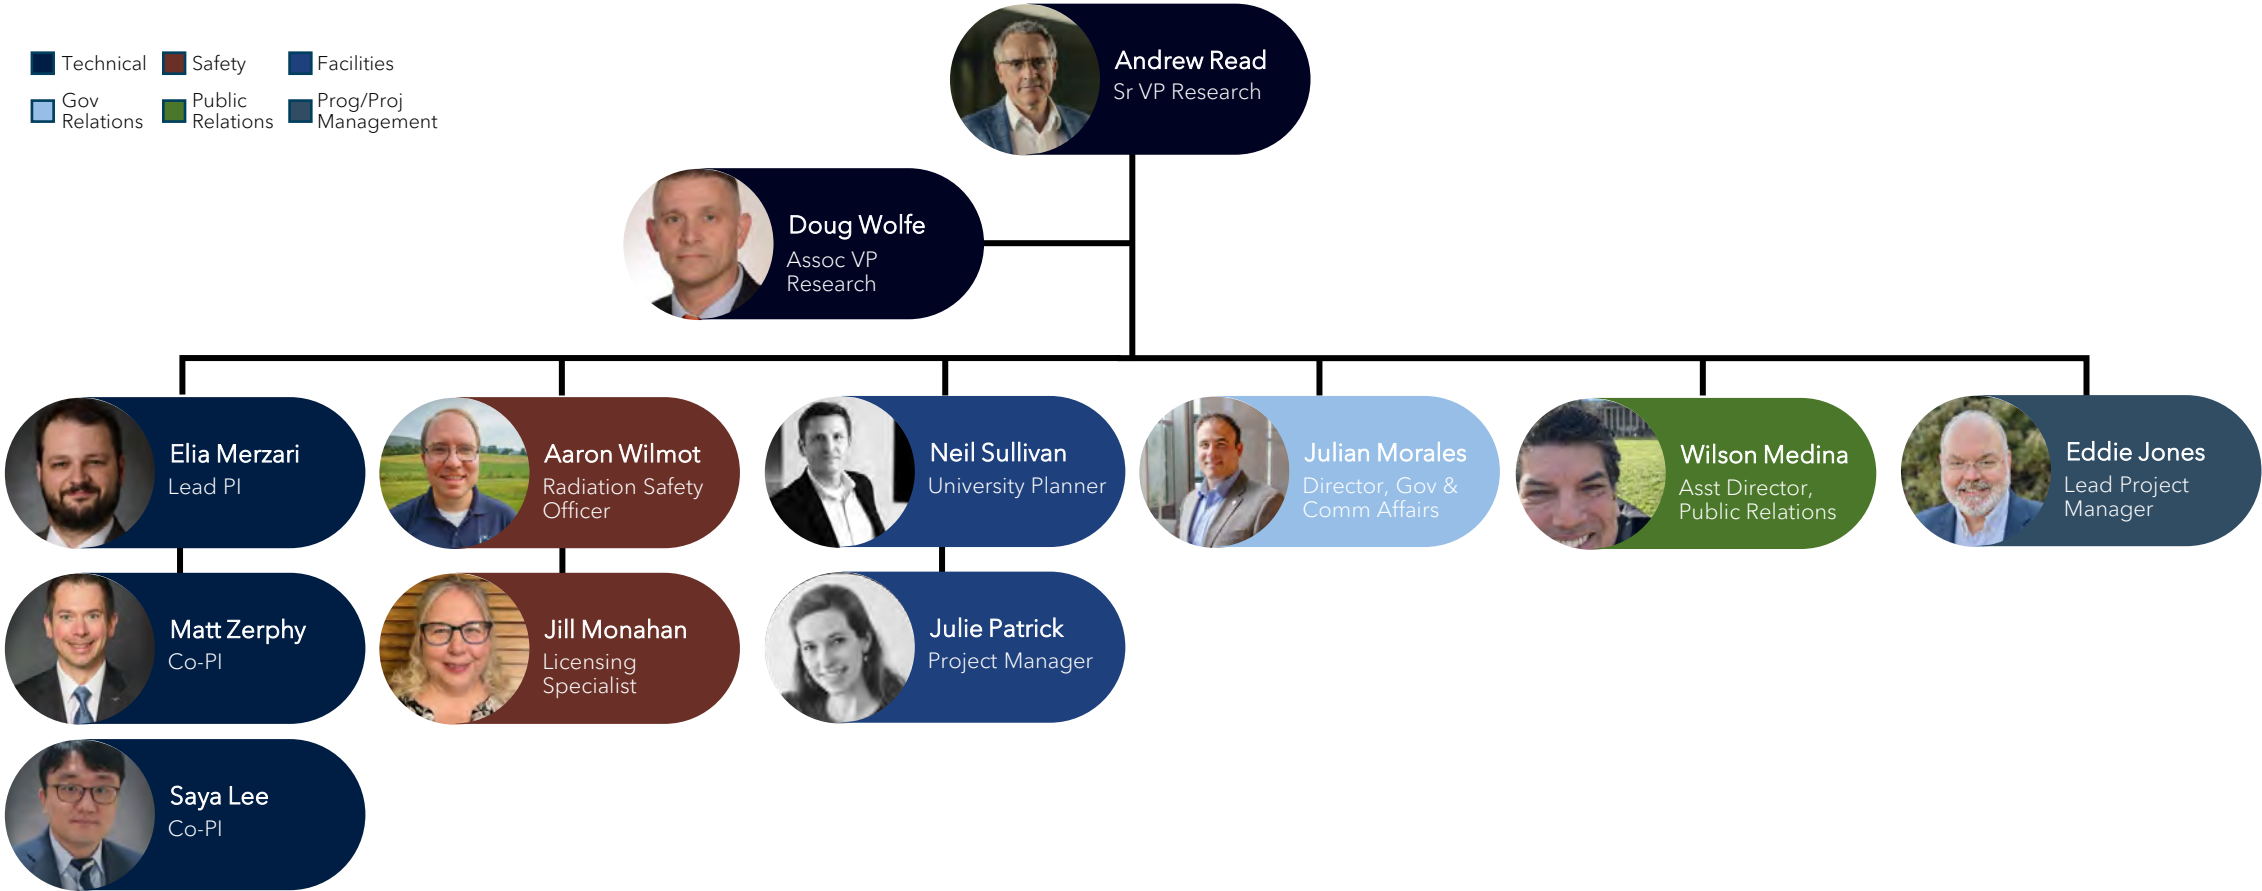 Technical
Safety
Facilities
Gov
Relations
Public
Relations
Prog/Proj
Management
Andrew Read
Sr VP Research
Doug Wolfe
Assoc VP
Research
Elia Merzari
Lead PI
Aaron Wilmot
Radiation Safety
Officer
Neil Sullivan
University Planner
Julian Morales
Director, Gov &
Comm Affairs
Wilson Medina
Asst Director,
Public Relations
Eddie Jones
Lead Project
Manager
Matt Zerphy
Co-PI
Jill Monahan
Licensing
Specialist
Julie Patrick
Project Manager
Saya Lee
Co-PI